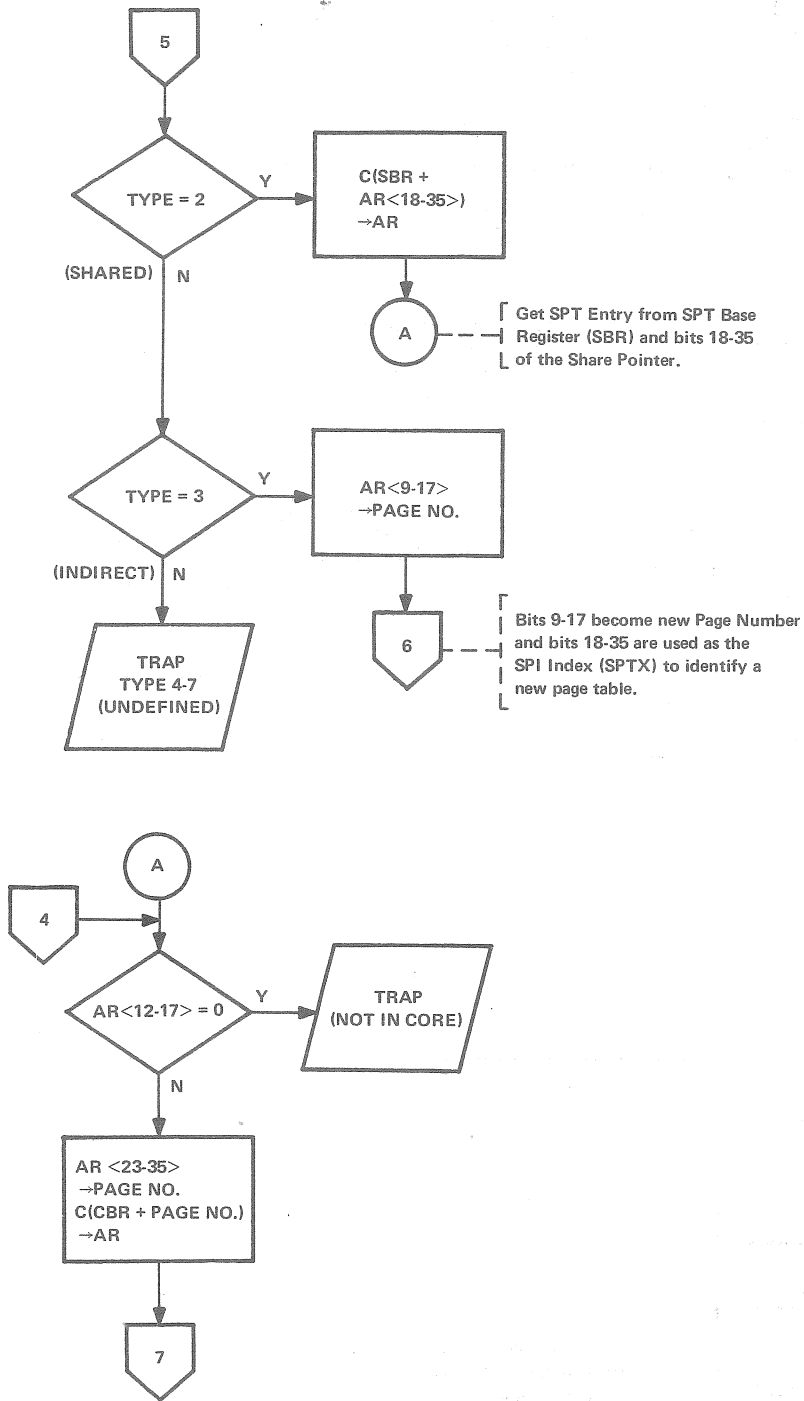 5
TYPE = 2
Y
C(SBR +
AR<18-35>)
→AR
(SHARED)
N
A
Get SPT Entry from SPT Base
Register (SBR) and bits 18-35
of the Share Pointer.
TYPE = 3
Y
AR<9-17>
→PAGE NO.
(INDIRECT)
N
TRAP
TYPE 4-7
(UNDEFINED)
6
Bits 9-17 become new Page Number
and bits 18-35 are used as the
SPI Index (SPTX) to identify a
new page table.
A
4
AR<12-17> = 0
Y
TRAP
(NOT IN CORE)
N
AR <23-35>
→PAGE NO.
C(CBR + PAGE NO.)
→AR
7